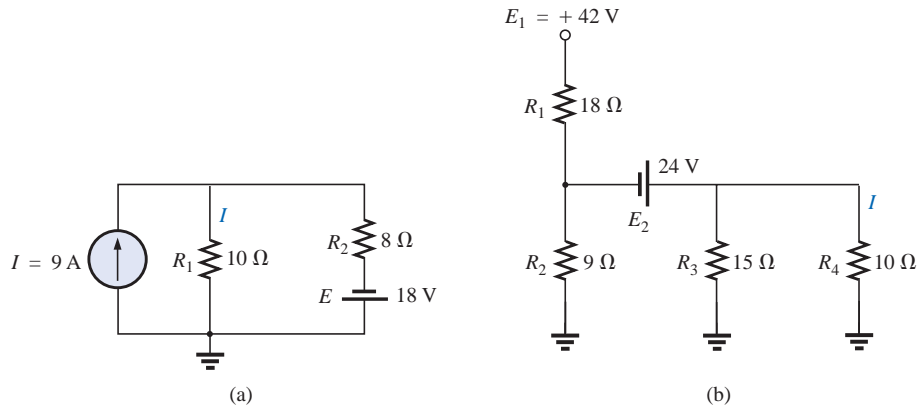 E1 = + 42 V
R1 18 Ω
24 V
E2
I
R2 9 Ω
R3 15 Ω
R4 10 Ω
(b)
I
I = 9 A
R1 10 Ω
R2 8 Ω
E 18 V
(a)